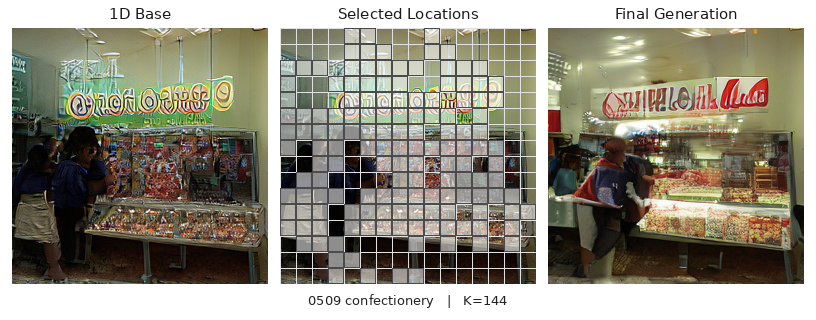 1D Base
Selected Locations
Final Generation
0509 confectionery | K=144